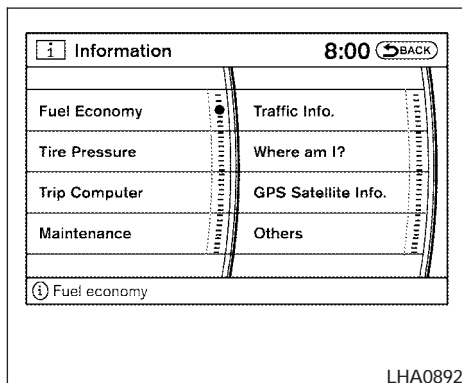 i Information 8:00 BACK
Fuel Economy Traffic Info.
Tire Pressure Where am I?
Trip Computer GPS Satellite Info.
Maintenance Others
i Fuel economy
LHA0892